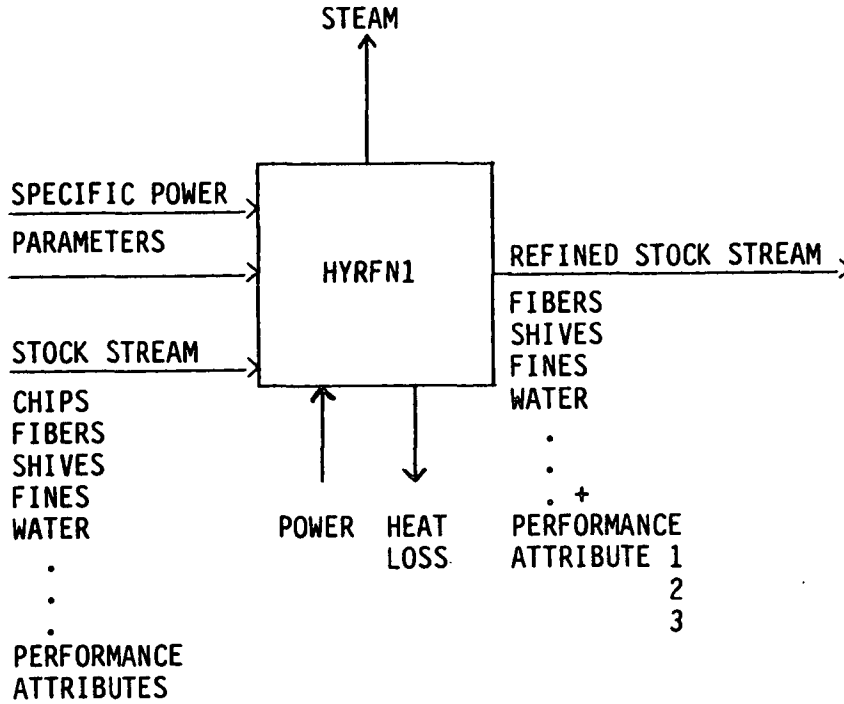 STEAM
SPECIFIC POWER
PARAMETERS
STOCK STREAM
CHIPS
FIBERS
SHIVES
FINES
WATER
.
.
.
PERFORMANCE
ATTRIBUTES
HYRFN1
POWER
HEAT
LOSS
REFINED STOCK STREAM
FIBERS
SHIVES
FINES
WATER
.
.
. +
PERFORMANCE
ATTRIBUTE 1
2
3